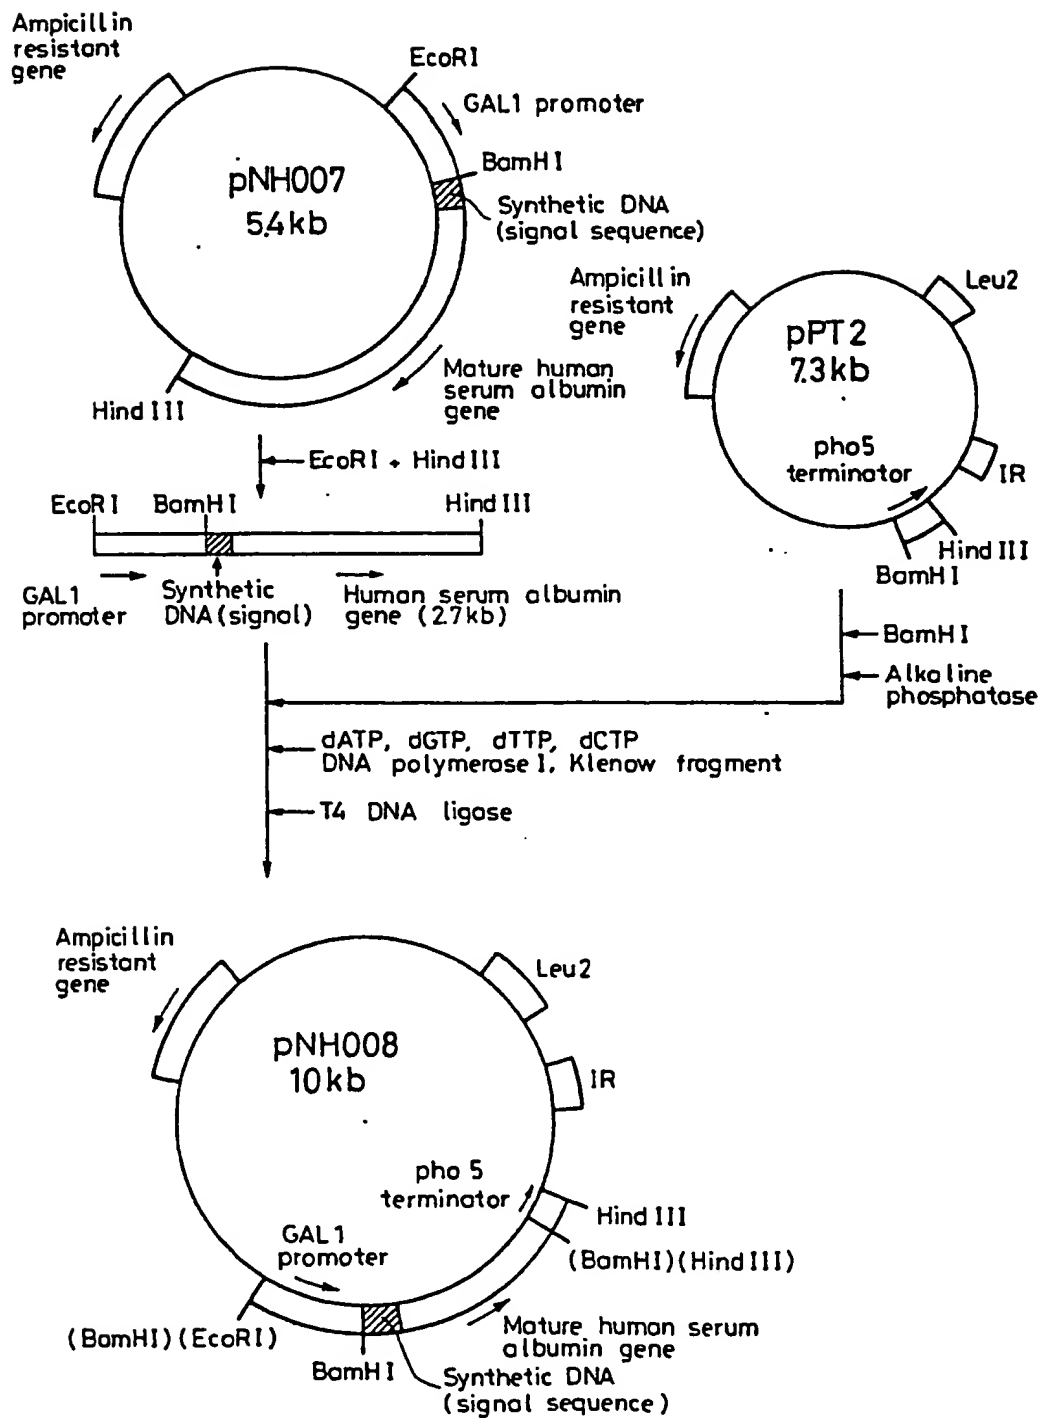 Ampicillin
resistant
gene
EcoRI
GAL1 promoter
BamHI
Synthetic DNA
(signal sequence)
pNH007
5.4kb
Mature human
serum albumin
gene
Hind III
Ampicillin
resistant
gene
Leu2
pPT2
7.3kb
pho5
terminator
IR
Hind III
BamHI
EcoRI + Hind III
EcoRI
BamHI
Hind III
GAL1
promoter
Synthetic
DNA(signal)
Human serum albumin
gene (2.7kb)
BamHI
Alkaline
phosphatase
dATP, dGTP, dTTP, dCTP
DNA polymerase I, Klenow fragment
T4 DNA ligase
Ampicillin
resistant
gene
Leu2
pNH008
10kb
IR
pho 5
terminator
Hind III
(BamHI)(Hind III)
GAL1
promoter
(BamHI)(EcoRI)
BamHI
Mature human serum
albumin gene
Synthetic DNA
(signal sequence)